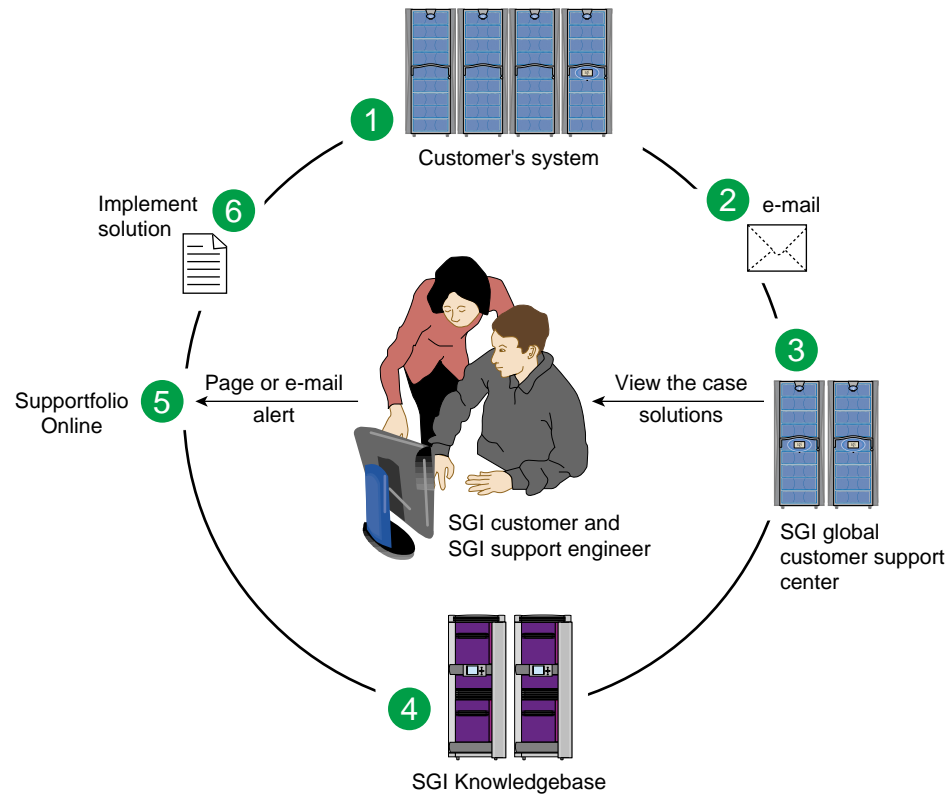 1
Customer's system
2
e-mail
3
SGI global
customer support
center
View the case
solutions
SGI customer and
SGI support engineer
4
SGI Knowledgebase
Page or e-mail
alert
5
Supportfolio
Online
6
Implement
solution